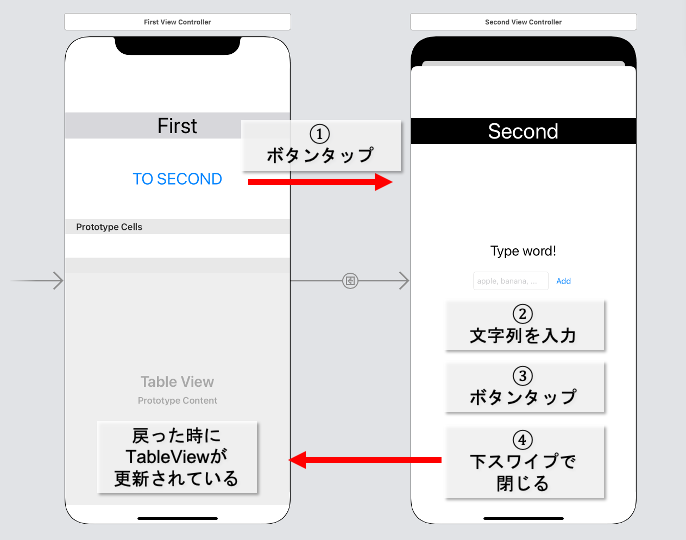 First View Controller
First
TO SECOND
Prototype Cells
Table View
Prototype Content
戻った時に
TableViewが
更新されている
①
ボタンタップ
Second View Controller
Second
Type word!
apple, banana, ...
Add
②
文字列を入力
③
ボタンタップ
④
下スワイプで
閉じる